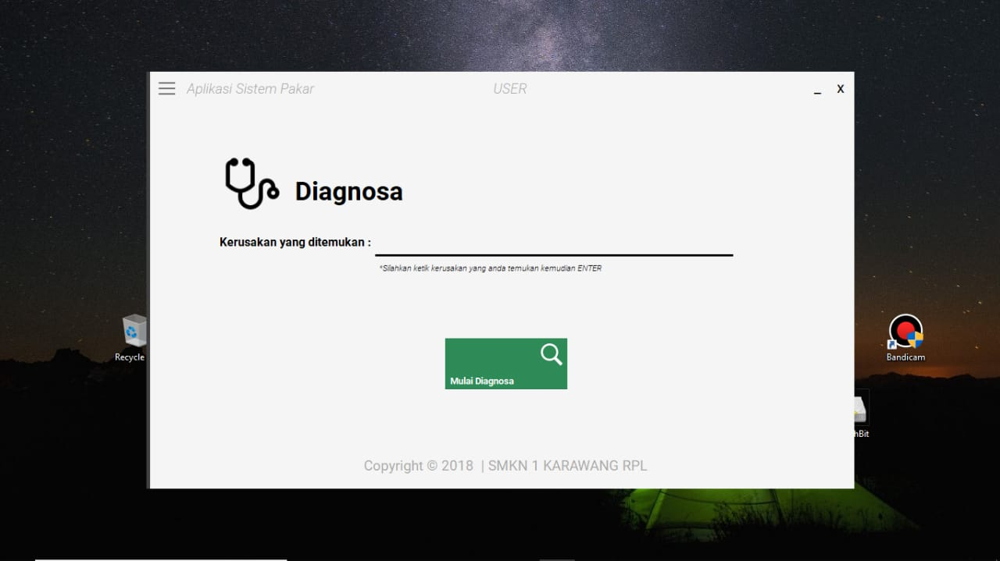 Aplikasi Sistem Pakar
USER
_ X
Diagnosa
Kerusakan yang ditemukan :
*Silahkan ketik kerusakan yang anda temukan kemudian ENTER
Recycle
Bandicam
Mulai Diagnosa
hBit
Copyright © 2018 | SMKN 1 KARAWANG RPL